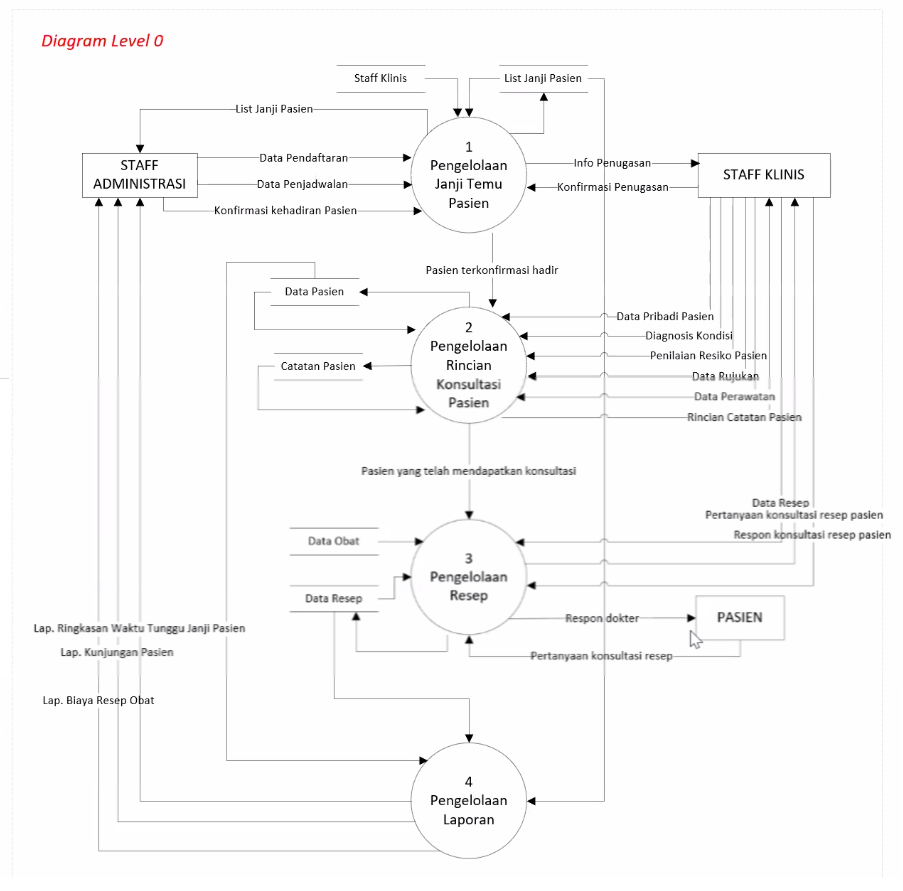 Diagram Level 0
Staff Klinis
List Janji Pasien
List Janji Pasien
STAFF
ADMINISTRASI
Data Pendaftaran
Data Penjadwalan
Konfirmasi kehadiran Pasien
1
Pengelolaan
Janji Temu
Pasien
Info Penugasan
Konfirmasi Penugasan
STAFF KLINIS
Pasien terkonfirmasi hadir
Data Pasien
Catatan Pasien
2
Pengelolaan
Rincian
Konsultasi
Pasien
Data Pribadi Pasien
Diagnosis Kondisi
Penilaian Resiko Pasien
Data Rujukan
Data Perawatan
Rincian Catatan Pasien
Pasien yang telah mendapatkan konsultasi
Data Resep
Pertanyaan konsultasi resep pasien
Respon konsultasi resep pasien
Data Obat
Data Resep
3
Pengelolaan
Resep
Respon dokter
PASIEN
Pertanyaan konsultasi resep
Lap. Ringkasan Waktu Tunggu Janji Pasien
Lap. Kunjungan Pasien
Lap. Biaya Resep Obat
4
Pengelolaan
Laporan